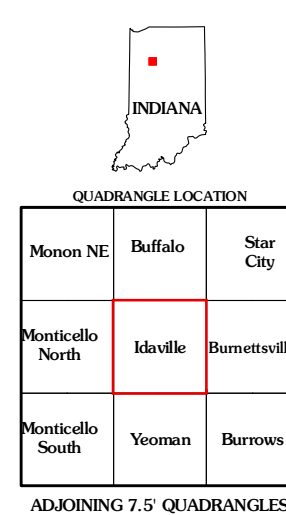 INDIANA
QUADRANGLE LOCATION
Monon NE Buffalo Star City
Monticello North Idaville Burnettsvill
Monticello South Yeoman Burrows
ADJOINING 7.5' QUADRANGLES